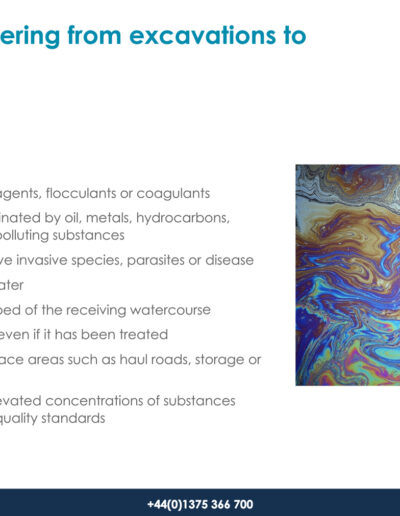 ering from excavations to
agents, flocculants or coagulants
inated by oil, metals, hydrocarbons,
polluting substances
ve invasive species, parasites or disease
ater
bed of the receiving watercourse
even if it has been treated
ace areas such as haul roads, storage or
evated concentrations of substances
quality standards
+44(0)1375 366 700